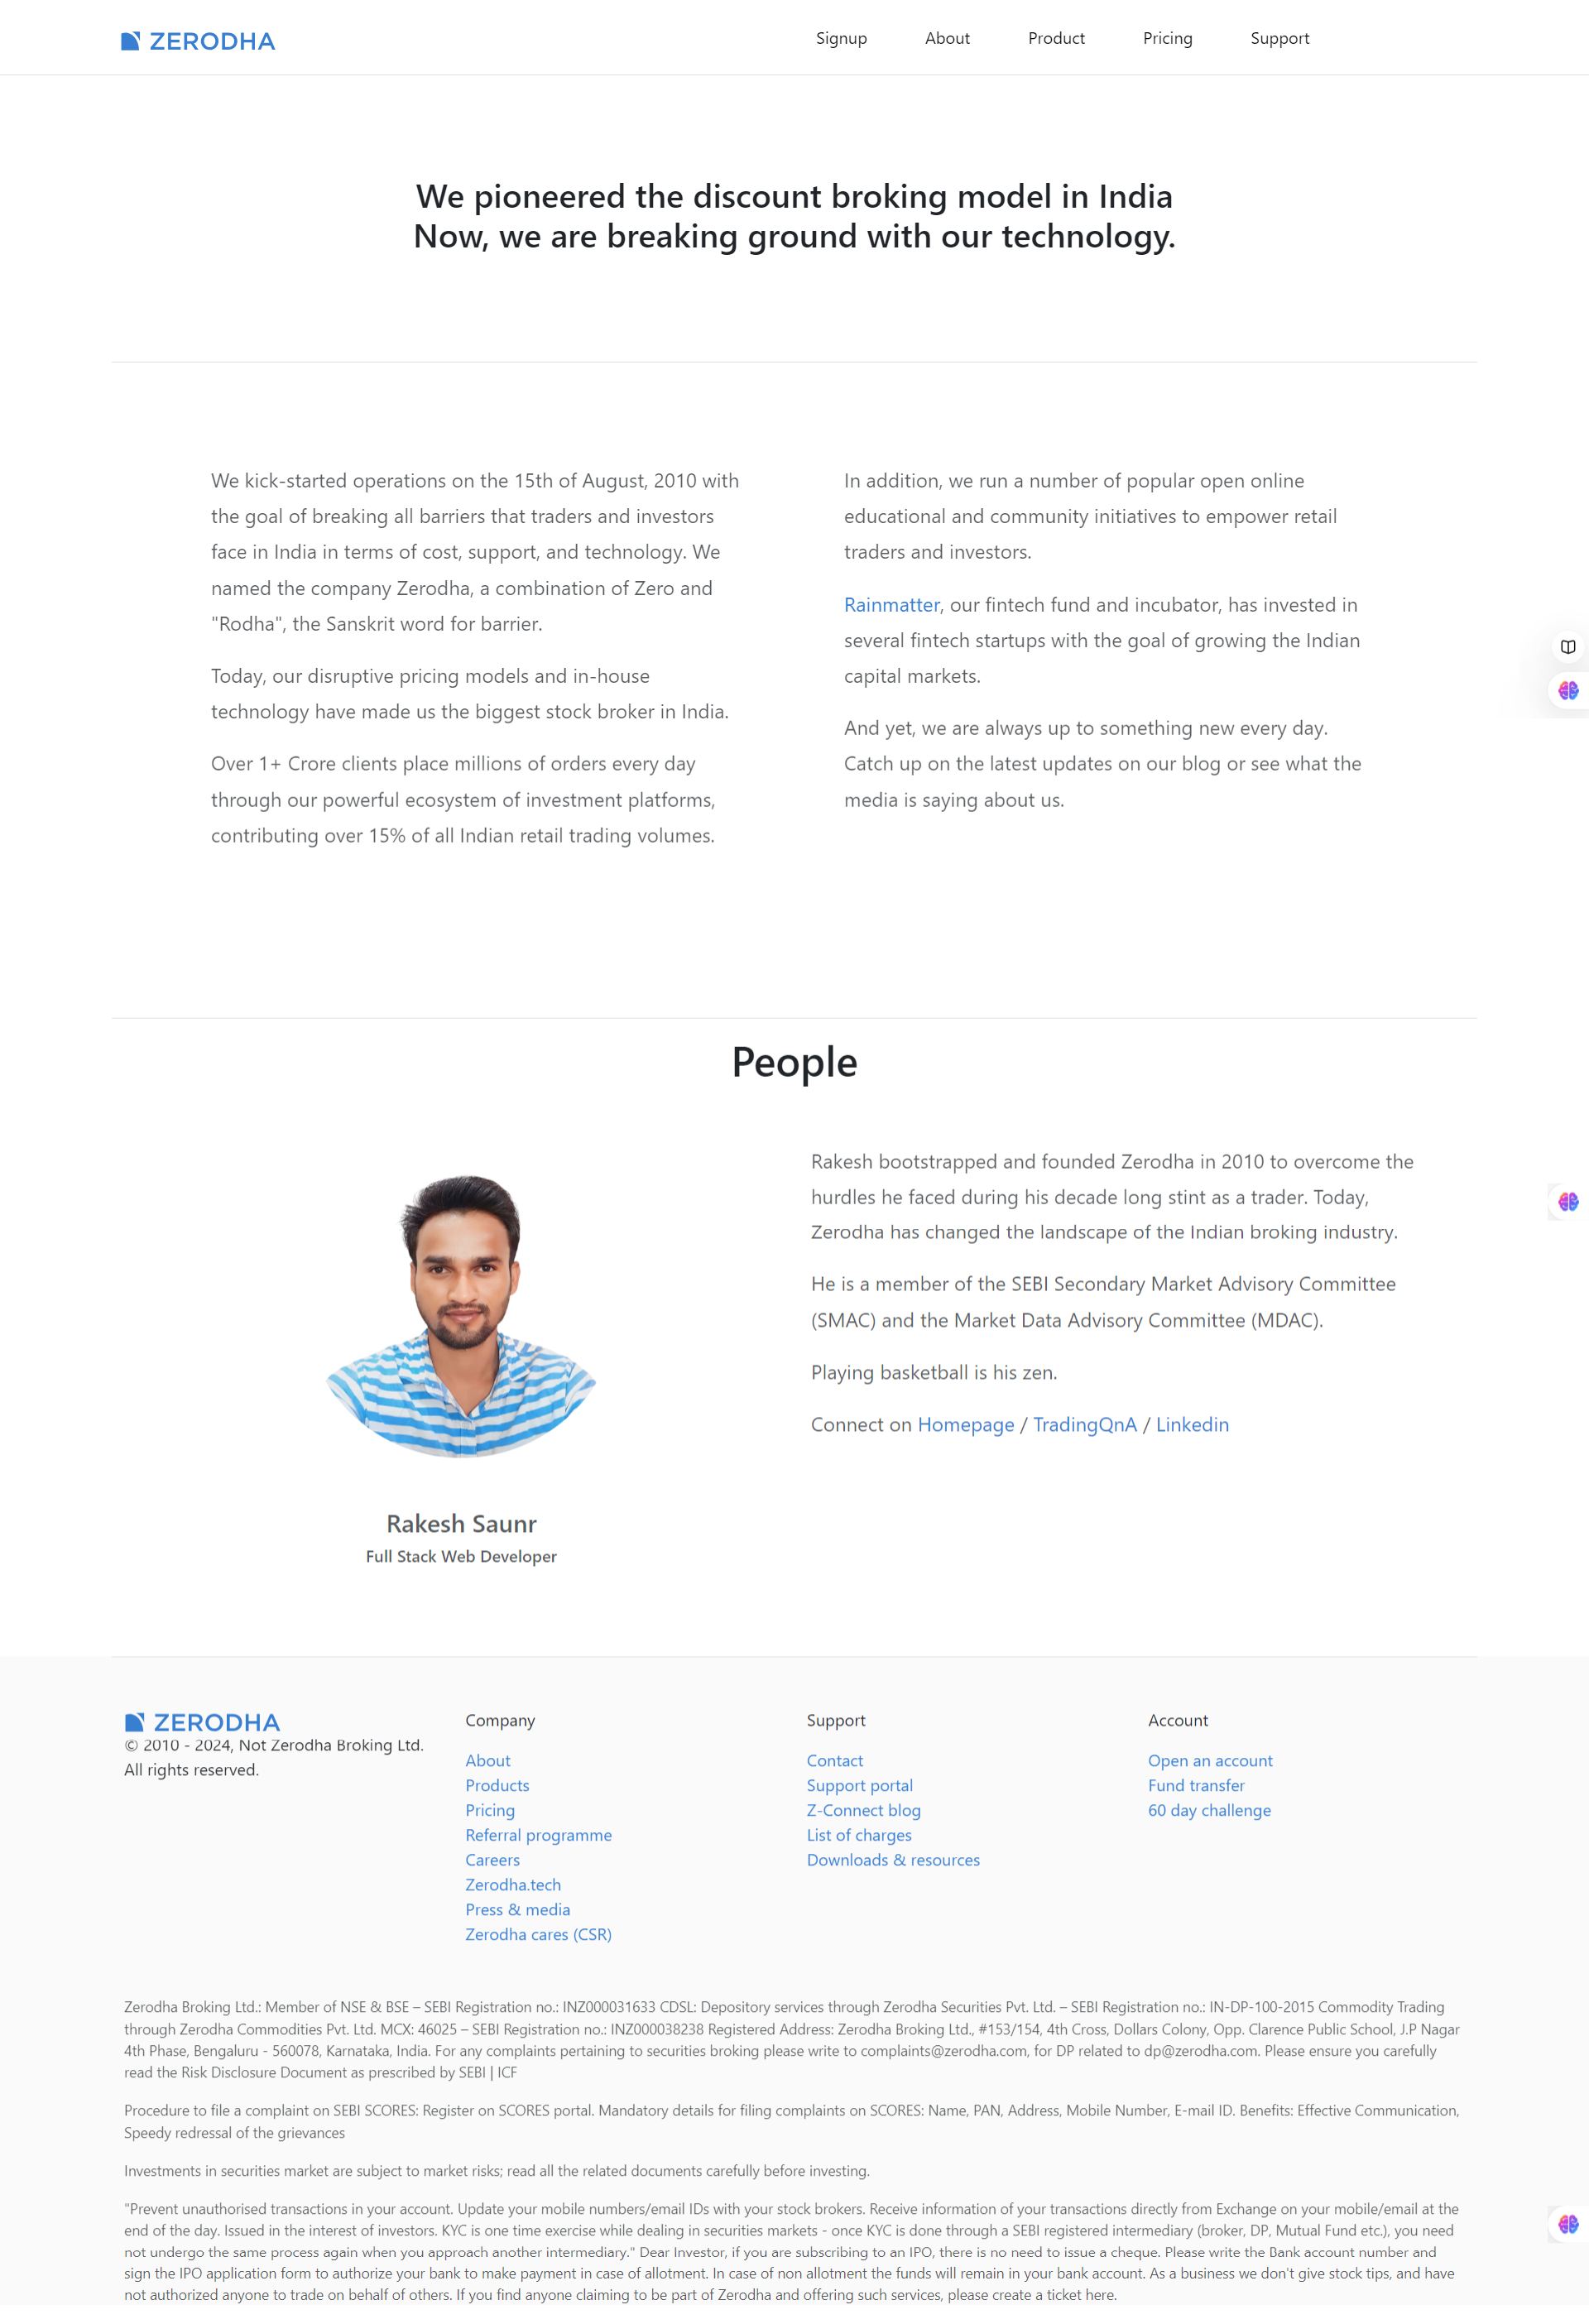 ZERODHA
Signup
About
Product
Pricing
Support
We pioneered the discount broking model in India
Now, we are breaking ground with our technology.
We kick-started operations on the 15th of August, 2010 with
the goal of breaking all barriers that traders and investors
face in India in terms of cost, support, and technology. We
named the company Zerodha, a combination of Zero and
"Rodha", the Sanskrit word for barrier.
Today, our disruptive pricing models and in-house
technology have made us the biggest stock broker in India.
Over 1+ Crore clients place millions of orders every day
through our powerful ecosystem of investment platforms,
contributing over 15% of all Indian retail trading volumes.
In addition, we run a number of popular open online
educational and community initiatives to empower retail
traders and investors.
Rainmatter, our fintech fund and incubator, has invested in
several fintech startups with the goal of growing the Indian
capital markets.
And yet, we are always up to something new every day.
Catch up on the latest updates on our blog or see what the
media is saying about us.
People
Rakesh Saunr
Full Stack Web Developer
Rakesh bootstrapped and founded Zerodha in 2010 to overcome the
hurdles he faced during his decade long stint as a trader. Today,
Zerodha has changed the landscape of the Indian broking industry.
He is a member of the SEBI Secondary Market Advisory Committee
(SMAC) and the Market Data Advisory Committee (MDAC).
Playing basketball is his zen.
Connect on Homepage / TradingQnA / Linkedin
ZERODHA
© 2010 - 2024, Not Zerodha Broking Ltd.
All rights reserved.
Company
About
Products
Pricing
Referral programme
Careers
Zerodha.tech
Press & media
Zerodha cares (CSR)
Support
Contact
Support portal
Z-Connect blog
List of charges
Downloads & resources
Account
Open an account
Fund transfer
60 day challenge
Zerodha Broking Ltd.: Member of NSE & BSE – SEBI Registration no.: INZ000031633 CDSL: Depository services through Zerodha Securities Pvt. Ltd. – SEBI Registration no.: IN-DP-100-2015 Commodity Trading
through Zerodha Commodities Pvt. Ltd. MCX: 46025 – SEBI Registration no.: INZ000038238 Registered Address: Zerodha Broking Ltd., #153/154, 4th Cross, Dollars Colony, Opp. Clarence Public School, J.P Nagar
4th Phase, Bengaluru - 560078, Karnataka, India. For any complaints pertaining to securities broking please write to complaints@zerodha.com, for DP related to dp@zerodha.com. Please ensure you carefully
read the Risk Disclosure Document as prescribed by SEBI | ICF
Procedure to file a complaint on SEBI SCORES: Register on SCORES portal. Mandatory details for filing complaints on SCORES: Name, PAN, Address, Mobile Number, E-mail ID. Benefits: Effective Communication,
Speedy redressal of the grievances
Investments in securities market are subject to market risks; read all the related documents carefully before investing.
"Prevent unauthorised transactions in your account. Update your mobile numbers/email IDs with your stock brokers. Receive information of your transactions directly from Exchange on your mobile/email at the
end of the day. Issued in the interest of investors. KYC is one time exercise while dealing in securities markets - once KYC is done through a SEBI registered intermediary (broker, DP, Mutual Fund etc.), you need
not undergo the same process again when you approach another intermediary." Dear Investor, if you are subscribing to an IPO, there is no need to issue a cheque. Please write the Bank account number and
sign the IPO application form to authorize your bank to make payment in case of allotment. In case of non allotment the funds will remain in your bank account. As a business we don't give stock tips, and have
not authorized anyone to trade on behalf of others. If you find anyone claiming to be part of Zerodha and offering such services, please create a ticket here.